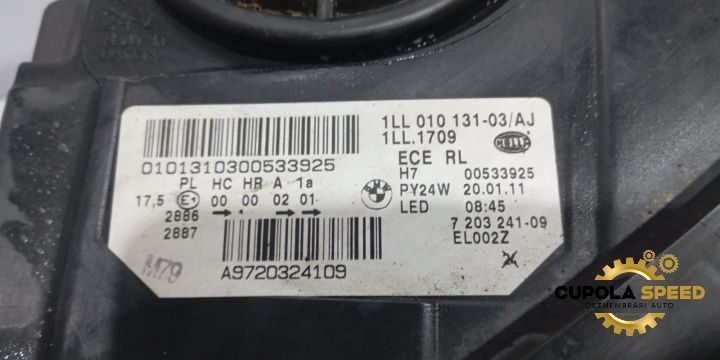 1LL 010 131-03/AJ
1LL.1709
HELLA
0101310300533925
ECE RL
PL HC HR A 1a
H7 00533925
17,5 E1 00 00 02 01
PY24W 20.01.11
2886
LED 08:45
2887
7 203 241-09
EL002Z
M79
A9720324109
CUPOLA SPEED
DEZMEMBRĂRI AUTO